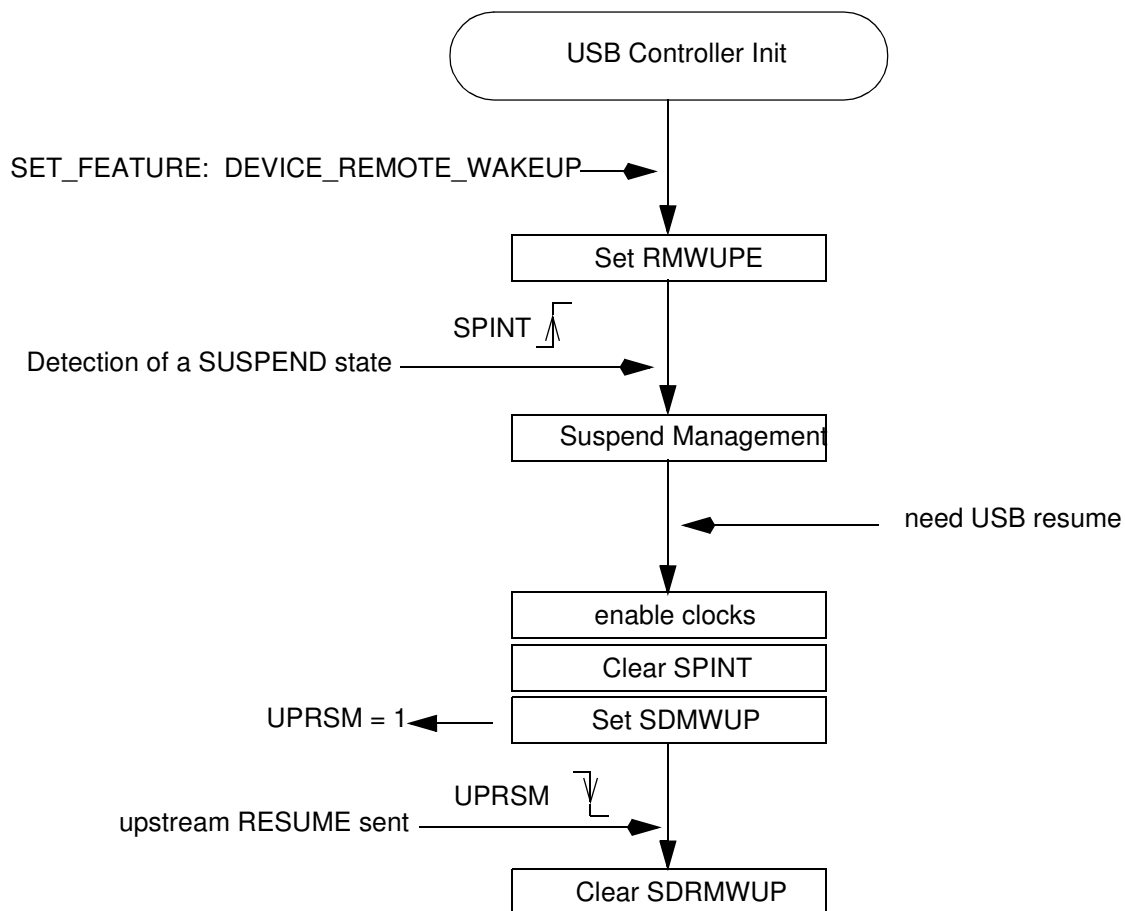 USB Controller Init
SET_FEATURE: DEVICE_REMOTE_WAKEUP
Set RMWUPE
SPINT
Detection of a SUSPEND state
Suspend Management
need USB resume
enable clocks
Clear SPINT
UPRSM = 1
Set SDMWUP
UPRSM
upstream RESUME sent
Clear SDRMWUP